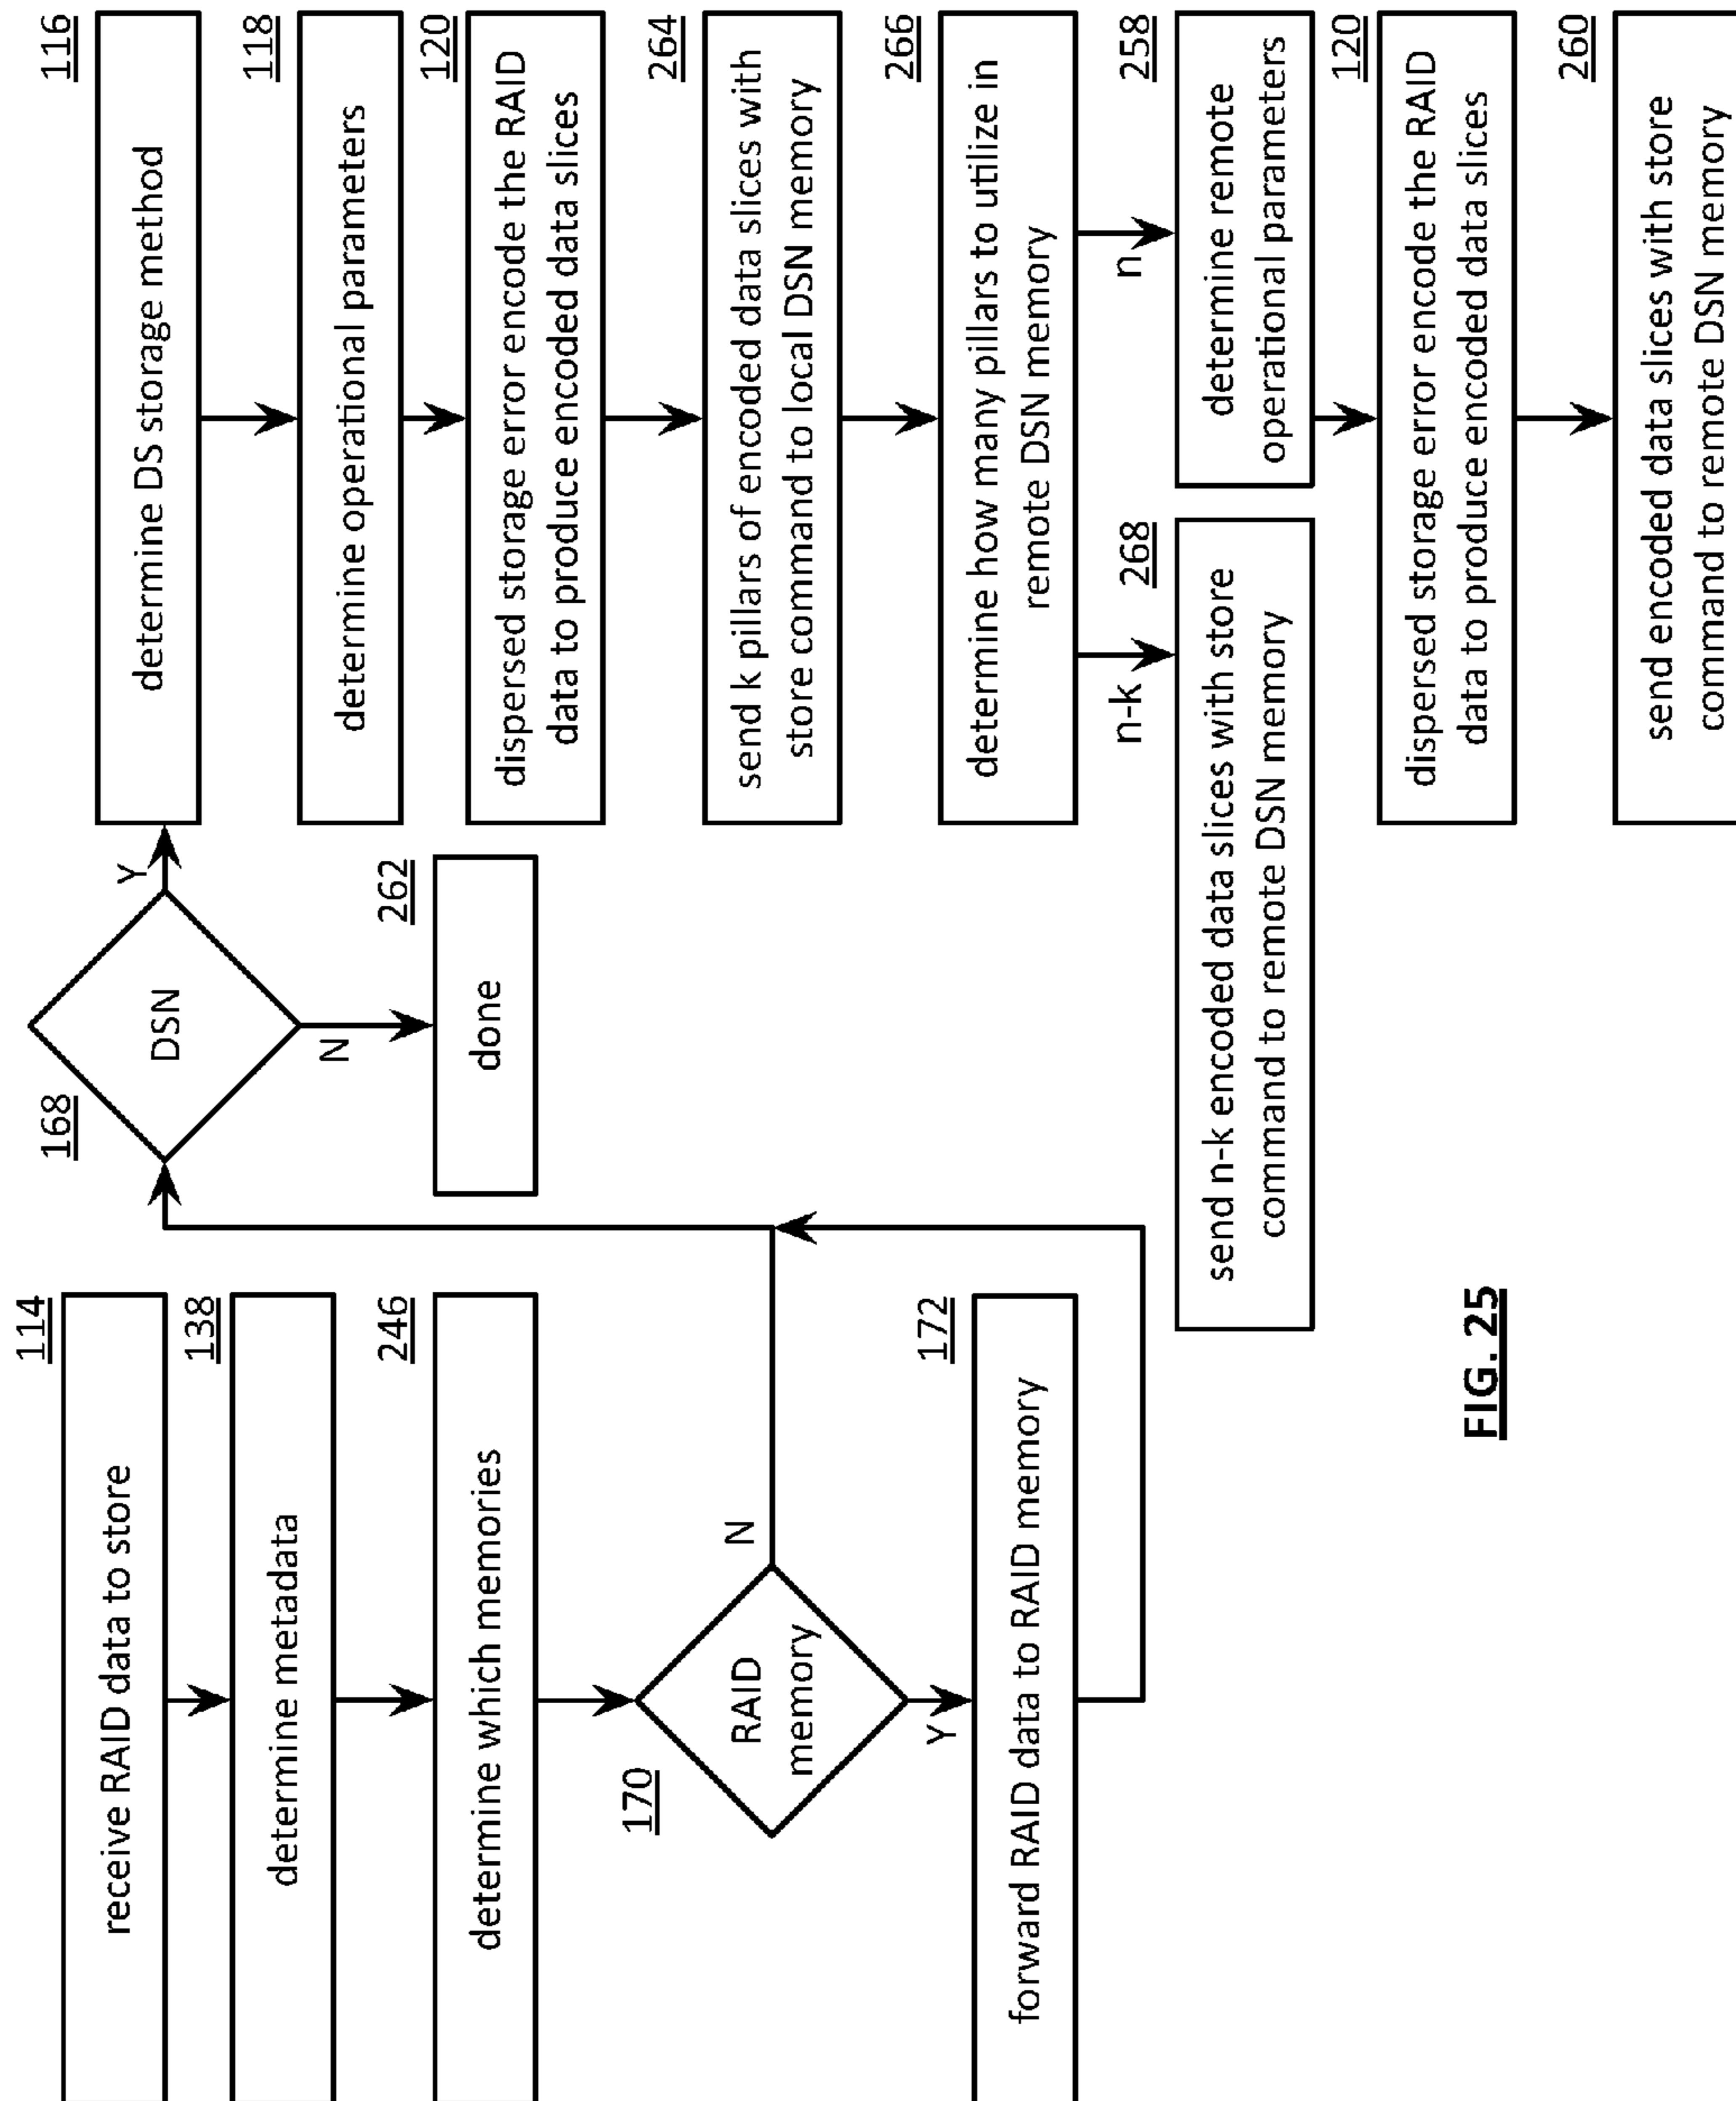 114
receive RAID data to store
138
determine metadata
246
determine which memories
170
RAID
memory
N
Y
172
forward RAID data to RAID memory
168
DSN
Y
N
262
done
116
determine DS storage method
118
determine operational parameters
120
dispersed storage error encode the RAID
data to produce encoded data slices
264
send k pillars of encoded data slices with
store command to local DSN memory
266
determine how many pillars to utilize in
remote DSN memory
n-k
n
268
send n-k encoded data slices with store
command to remote DSN memory
258
determine remote
operational parameters
120
dispersed storage error encode the RAID
data to produce encoded data slices
260
send encoded data slices with store
command to remote DSN memory
FIG. 25